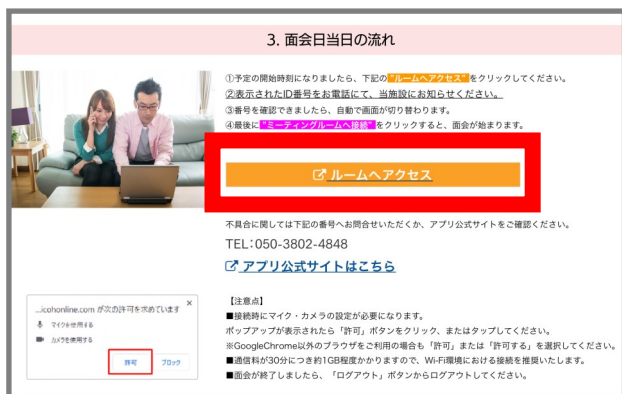 3. 面会日当日の流れ
①予定の開始時刻になりましたら、下記の"ルームへアクセス"をクリックしてください。
②表示されたID番号をお電話にて、当施設にお知らせください。
③番号を確認できましたら、自動で画面が切り替わります。
④最後に"ミーティングルームへ接続"をクリックすると、面会が始まります。
ルームへアクセス
不具合に関しては下記の番号へお問合せいただくか、アプリ公式サイトをご確認ください。
TEL:050-3802-4848
アプリ公式サイトはこちら
...icohonline.com が次の許可を求めています
マイクを使用する
カメラを使用する
許可 ブロック
【注意点】
■接続時にマイク・カメラの設定が必要になります。
ポップアップが表示されたら「許可」ボタンをクリック、またはタップしてください。
※GoogleChrome以外のブラウザをご利用の場合も「許可」または「許可する」を選択してください。
■通信料が30分につき約1GB程度かかりますので、Wi-Fi環境における接続を推奨いたします。
■面会が終了しましたら、「ログアウト」ボタンからログアウトしてください。